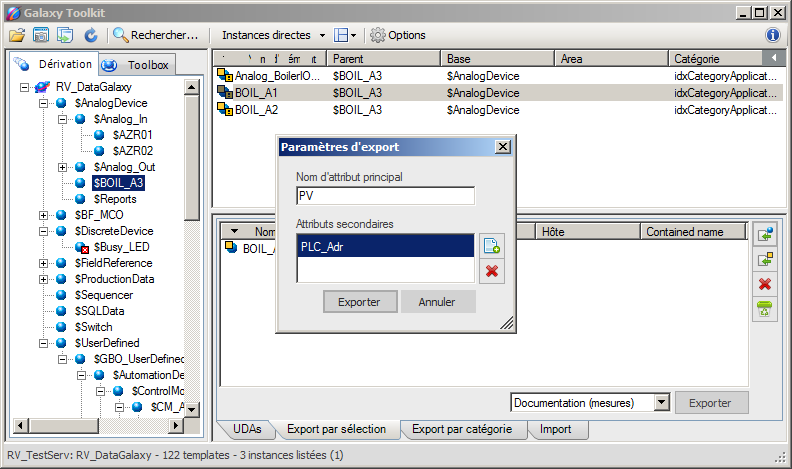 Galaxy Toolkit
Rechercher... Instances directes Options
Dérivation Toolbox
RV_DataGalaxy
$AnalogDevice
$Analog_In
$AZR01
$AZR02
$Analog_Out
$BOIL_A3
$Reports
$BF_MCO
$DiscreteDevice
$Busy_LED
$FieldReference
$ProductionData
$Sequencer
$SQLData
$Switch
$UserDefined
$GBO_UserDefined
$AutomationDe
$ControlMo
$CM_A
Parent Base Area Catégorie
Analog_BoilerIO... $BOIL_A3 $AnalogDevice idxCategoryApplicat...
BOIL_A1 $BOIL_A3 $AnalogDevice idxCategoryApplicat...
BOIL_A2 $BOIL_A3 $AnalogDevice idxCategoryApplicat...
Paramètres d'export
Nom d'attribut principal
PV
Attributs secondaires
PLC_Adr
Exporter Annuler
Nom Hôte Contained name
BOIL_A
Documentation (mesures) Exporter
UDAs Export par sélection Export par catégorie Import
RV_TestServ: RV_DataGalaxy - 122 templates - 3 instances listées (1)